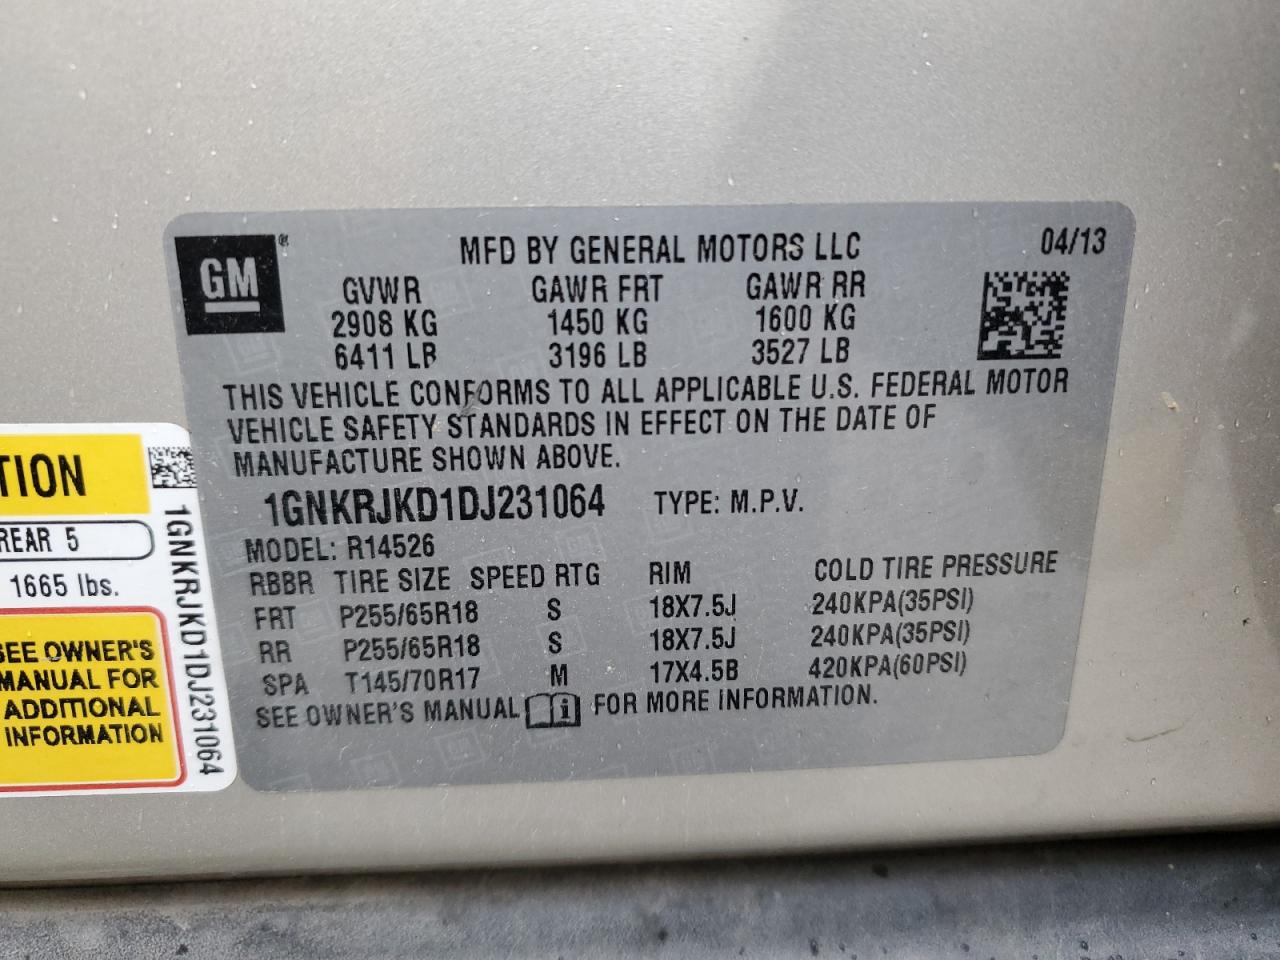 GM ®
MFD BY GENERAL MOTORS LLC 04/13
GVWR GAWR FRT GAWR RR
2908 KG 1450 KG 1600 KG
6411 LB 3196 LB 3527 LB
THIS VEHICLE CONFORMS TO ALL APPLICABLE U.S. FEDERAL MOTOR
VEHICLE SAFETY STANDARDS IN EFFECT ON THE DATE OF
MANUFACTURE SHOWN ABOVE.
1GNKRJKD1DJ231064 TYPE: M.P.V.
MODEL: R14526
RBBR TIRE SIZE SPEED RTG RIM COLD TIRE PRESSURE
FRT P255/65R18 S 18X7.5J 240KPA(35PSI)
RR P255/65R18 S 18X7.5J 240KPA(35PSI)
SPA T145/70R17 M 17X4.5B 420KPA(60PSI)
SEE OWNER'S MANUAL i FOR MORE INFORMATION.
TION
REAR 5
1665 lbs.
SEE OWNER'S
MANUAL FOR
ADDITIONAL
INFORMATION
1GNKRJKD1DJ231064